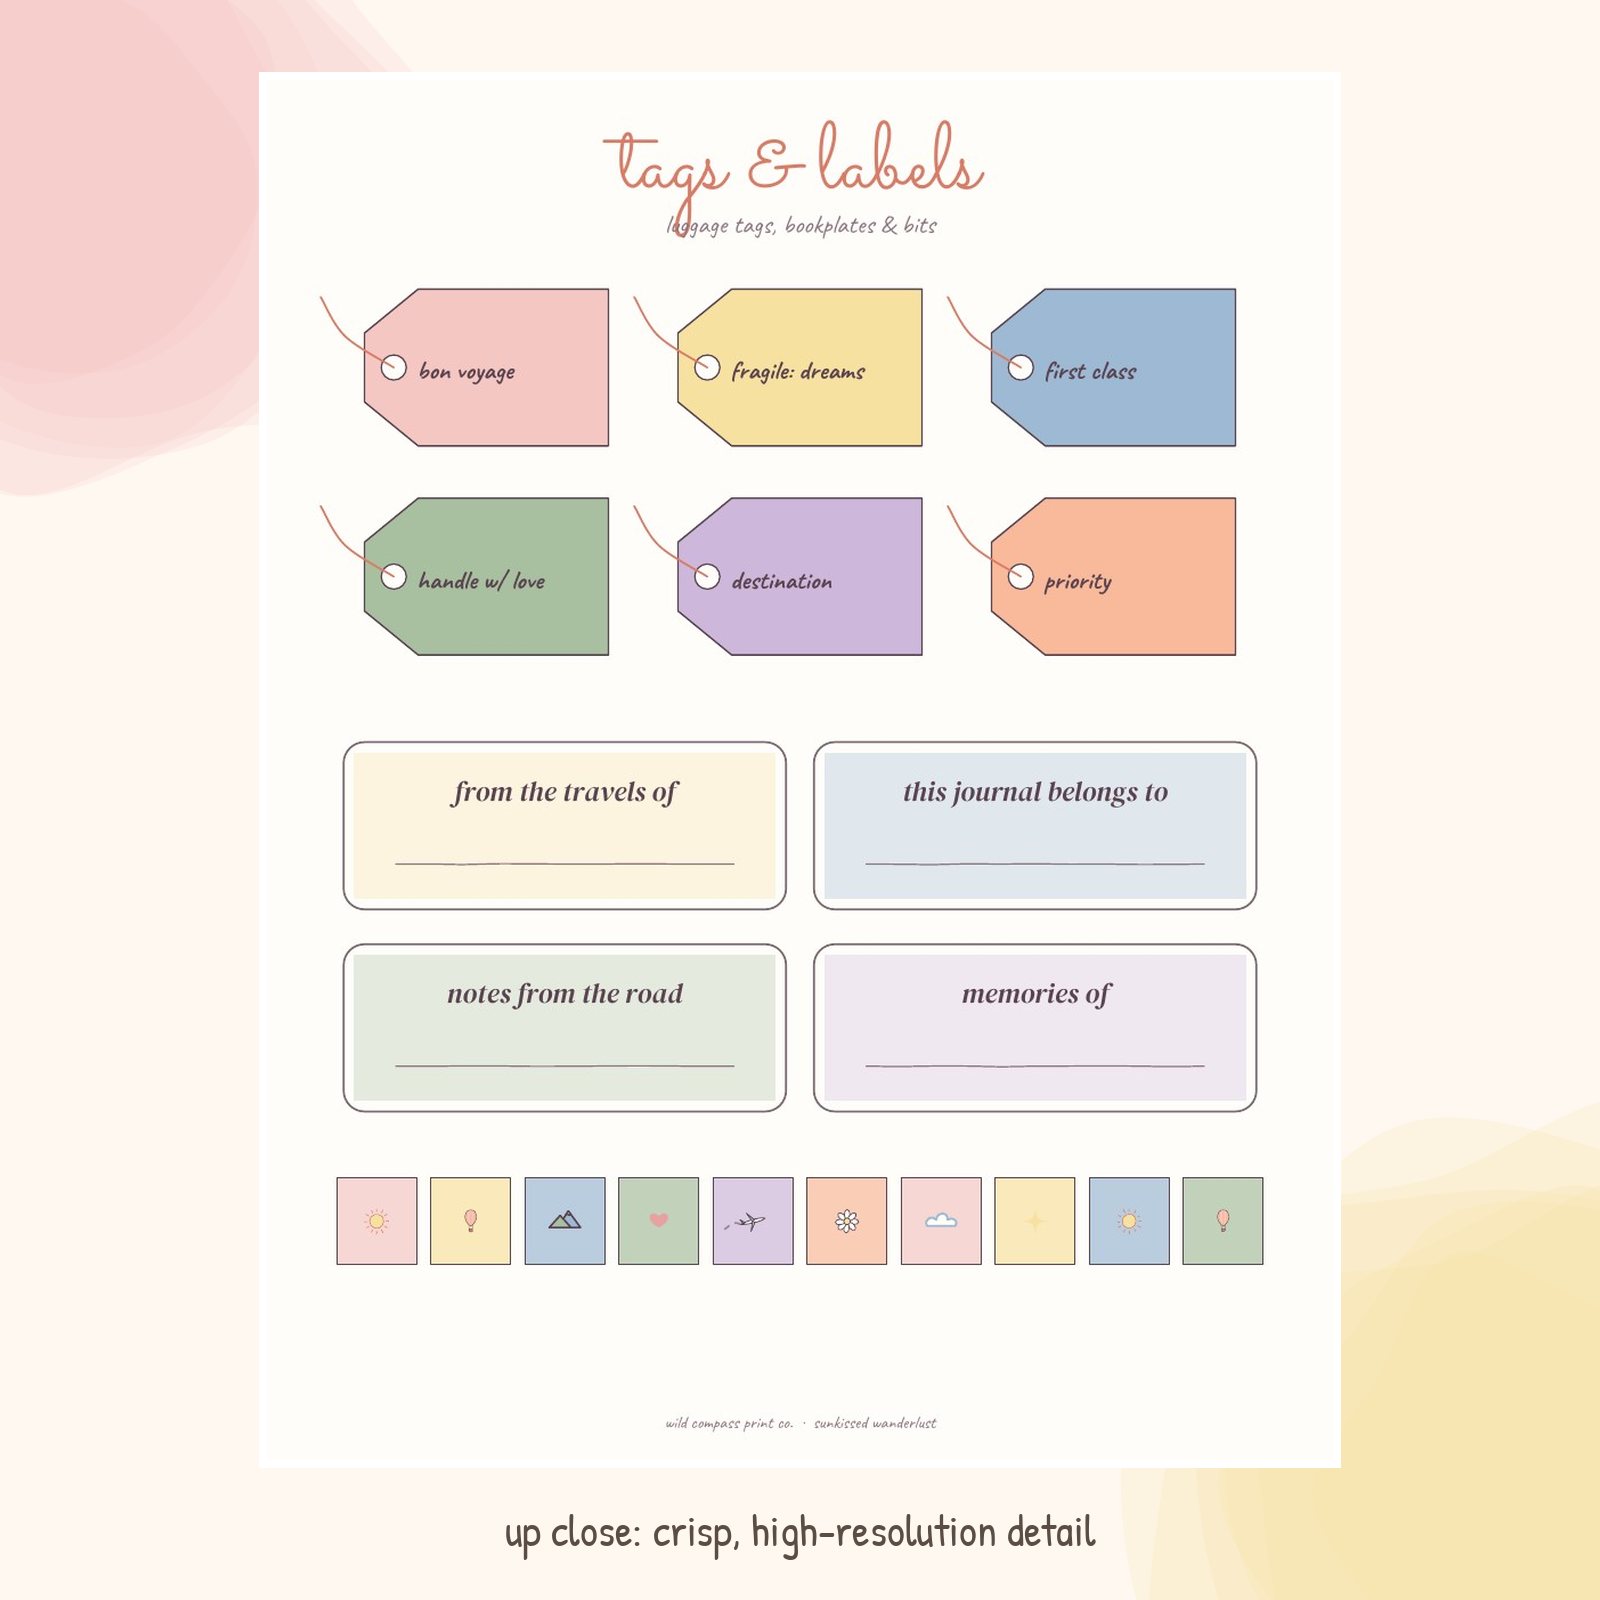 tags & labels
luggage tags, bookplates & bits
bon voyage
fragile: dreams
first class
handle w/ love
destination
priority
from the travels of
this journal belongs to
notes from the road
memories of
wild compass print co. · sunkissed wanderlust
up close: crisp, high-resolution detail